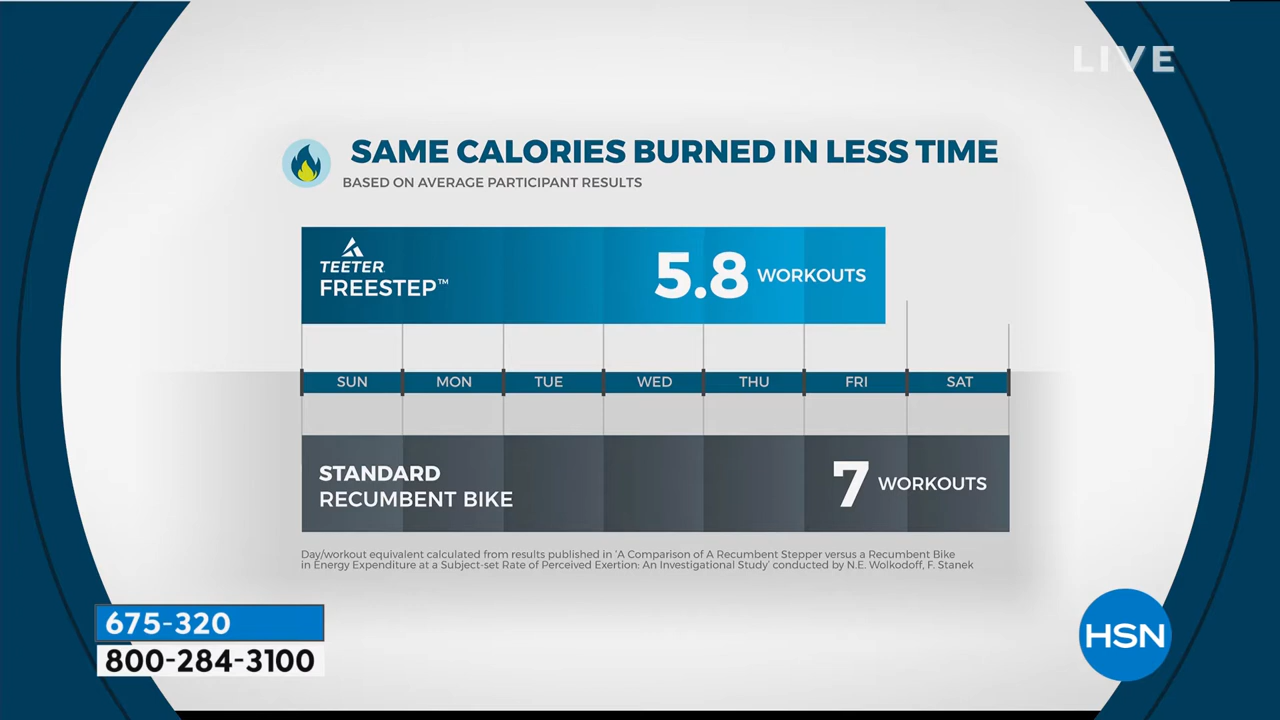 LIVE
SAME CALORIES BURNED IN LESS TIME
BASED ON AVERAGE PARTICIPANT RESULTS
TEETER
FREESTEP™
5.8 WORKOUTS
SUN MON TUE WED THU FRI SAT
STANDARD
RECUMBENT BIKE
7 WORKOUTS
Day/workout equivalent calculated from results published in 'A Comparison of A Recumbent Stepper versus a Recumbent Bike
in Energy Expenditure at a Subject-set Rate of Perceived Exertion: An Investigational Study' conducted by N.E. Wolkodoff, F. Stanek
675-320
800-284-3100
HSN